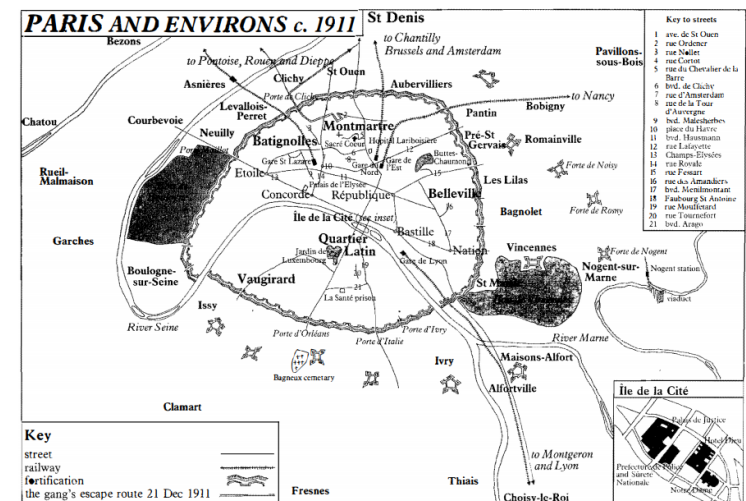 PARIS AND ENVIRONS c. 1911
St Denis
Bezons
to Chantilly
Brussels and Amsterdam
to Pontoise, Rouen and Dieppe
Pavillons-
sous-Bois
St Ouen
Asnières
Clichy
Aubervilliers
Porte de Clichy
to Nancy
Levallois-
Perret
Bobigny
Chatou
Courbevoie
Pantin
Neuilly
Montmartre
Batignolles
Sacré Coeur
Hôpital Lariboisière
Pré-St
Gervais
Romainville
Gare St Lazare
Gare du
Nord
Gare de
l'Est
Buttes-
Chaumont
Forte de Noisy
Rueil-
Malmaison
Etoile
Palais de l'Elysée
Les Lilas
Concorde
République
Belleville
Forte de Romy
Bagnolet
Île de la Cité (see inset)
Garches
Bastille
Quartier
Latin
Jardin de
Luxembourg
Nation
Vincennes
Forte de Nogent
Gare de Lyon
Nogent-sur-
Marne
Nogent station
Boulogne-
sur-Seine
Vaugirard
viaduct
La Santé prison
Issy
River Seine
Porte d'Orléans
Porte d'Italie
Porte d'Ivry
River Marne
Ivry
Maisons-Alfort
Bagneux cemetary
Alfortville
Clamart
to Montgeron
and Lyon
Fresnes
Thiais
Choisy-le-Roi
Key to streets
1 ave. de St Ouen
2 rue Ordener
3 rue Nollet
4 rue Cortot
5 rue du Chevalier de la
Barre
6 bvd. de Clichy
7 rue d'Amsterdam
8 rue de la Tour
d'Auvergne
9 bvd. Malesherbes
10 place du Havre
11 bvd. Hausmann
12 rue Lafayette
13 Champs-Elysées
14 rue Royale
15 rue Fessart
16 rue des Amandiers
17 bvd. Menilmontant
18 Faubourg St Antoine
19 rue Mouffetard
20 rue Tournefort
21 bvd. Arago
Key
street
railway
fortification
the gang's escape route 21 Dec 1911
Île de la Cité
Palais de Justice
Hotel Dieu
Prefecture de Police
and Sûreté
Nationale
Notre Dame